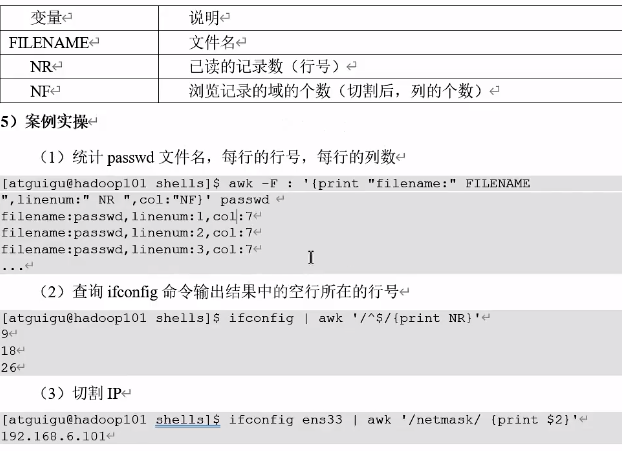 变量 说明
FILENAME 文件名
NR 已读的记录数（行号）
NF 浏览记录的域的个数（切割后，列的个数）
5）案例实操
（1）统计 passwd 文件名，每行的行号，每行的列数
[atguigu@hadoop101 shells]$ awk -F : '{print "filename:" FILENAME
",linenum:" NR ",col:"NF}' passwd
filename:passwd,linenum:1,col:7
filename:passwd,linenum:2,col:7
filename:passwd,linenum:3,col:7
...
（2）查询 ifconfig 命令输出结果中的空行所在的行号
[atguigu@hadoop101 shells]$ ifconfig | awk '/^$/{print NR}'
9
18
26
（3）切割 IP
[atguigu@hadoop101 shells]$ ifconfig ens33 | awk '/netmask/ {print $2}'
192.168.6.101